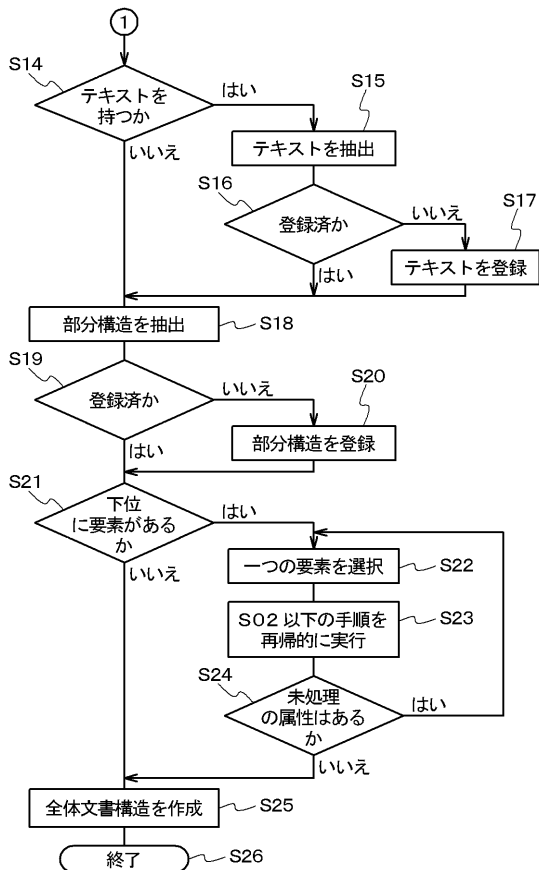 1
S14
テキストを
持つか
はい
いいえ
S15
テキストを抽出
S16
登録済か
いいえ
はい
S17
テキストを登録
部分構造を抽出
S18
S19
登録済か
いいえ
はい
S20
部分構造を登録
S21
下位
に要素がある
か
はい
いいえ
一つの要素を選択
S22
S02以下の手順を
再帰的に実行
S23
S24
未処理
の属性はある
か
はい
いいえ
全体文書構造を作成
S25
終了
S26